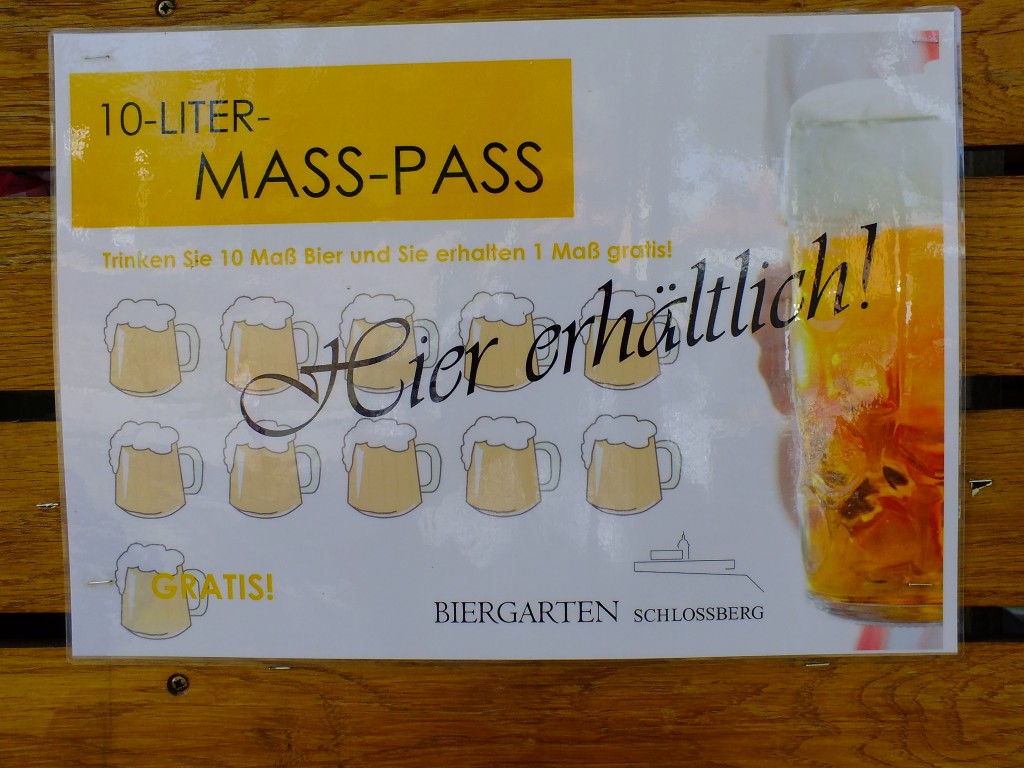 10-LITER-
MASS-PASS
Trinken Sie 10 Maß Bier und Sie erhalten 1 Maß gratis!
Hier erhältlich!
GRATIS!
BIERGARTEN SCHLOSSBERG